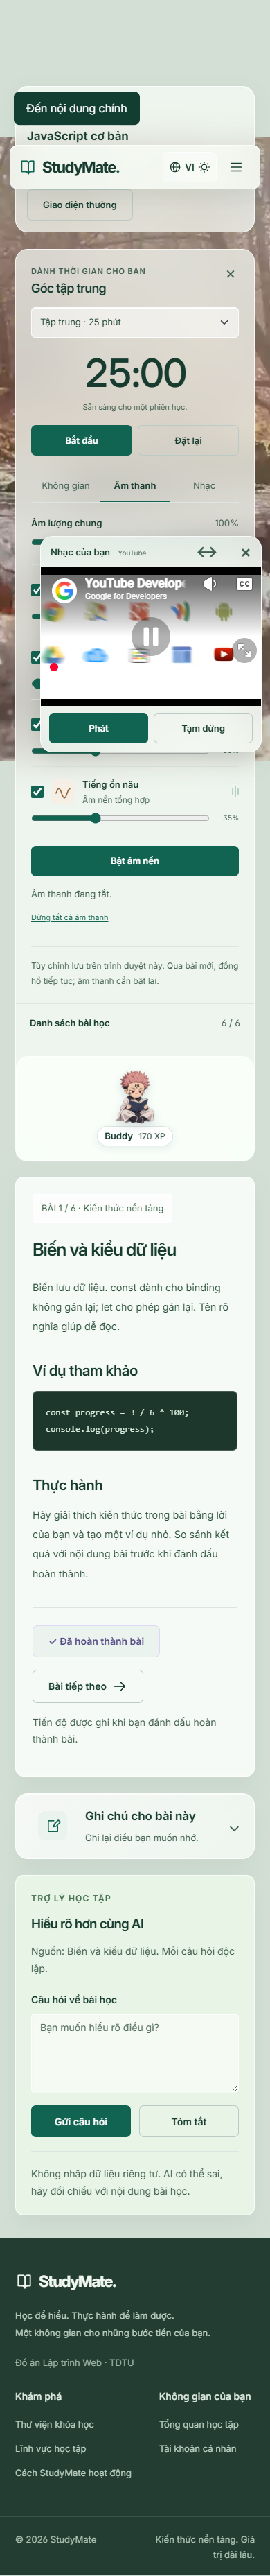 Đến nội dung chính
JavaScript cơ bản
StudyMate.
VI
Giao diện thường
DÀNH THỜI GIAN CHO BẠN
Góc tập trung
Tập trung · 25 phút
25:00
Sẵn sàng cho một phiên học.
Bắt đầu
Đặt lại
Không gian
Âm thanh
Nhạc
Âm lượng chung
100%
Nhạc của bạn
YouTube
YouTube Develop
Google for Developers
CC
Phát
Tạm dừng
Tiếng ồn nâu
Âm nền tổng hợp
35%
Bật âm nền
Âm thanh đang tắt.
Dừng tất cả âm thanh
Tùy chỉnh lưu trên trình duyệt này. Qua bài mới, đồng
hồ tiếp tục; âm thanh cần bật lại.
Danh sách bài học
6 / 6
Buddy 170 XP
BÀI 1 / 6 · Kiến thức nền tảng
Biến và kiểu dữ liệu
Biến lưu dữ liệu. const dành cho binding
không gán lại; let cho phép gán lại. Tên rõ
nghĩa giúp dễ đọc.
Ví dụ tham khảo
const progress = 3 / 6 * 100;
console.log(progress);
Thực hành
Hãy giải thích kiến thức trong bài bằng lời
của bạn và tạo một ví dụ nhỏ. So sánh kết
quả với nội dung bài trước khi đánh dấu
hoàn thành.
✓ Đã hoàn thành bài
Bài tiếp theo →
Tiến độ được ghi khi bạn đánh dấu hoàn
thành bài.
Ghi chú cho bài này
Ghi lại điều bạn muốn nhớ.
TRỢ LÝ HỌC TẬP
Hiểu rõ hơn cùng AI
Nguồn: Biến và kiểu dữ liệu. Mỗi câu hỏi độc
lập.
Câu hỏi về bài học
Bạn muốn hiểu rõ điều gì?
Gửi câu hỏi
Tóm tắt
Không nhập dữ liệu riêng tư. AI có thể sai,
hãy đối chiếu với nội dung bài học.
StudyMate.
Học để hiểu. Thực hành để làm được.
Một không gian cho những bước tiến của bạn.
Đồ án Lập trình Web · TDTU
Khám phá
Không gian của bạn
Thư viện khóa học
Tổng quan học tập
Lĩnh vực học tập
Tài khoản cá nhân
Cách StudyMate hoạt động
© 2026 StudyMate
Kiến thức nền tảng. Giá
trị dài lâu.